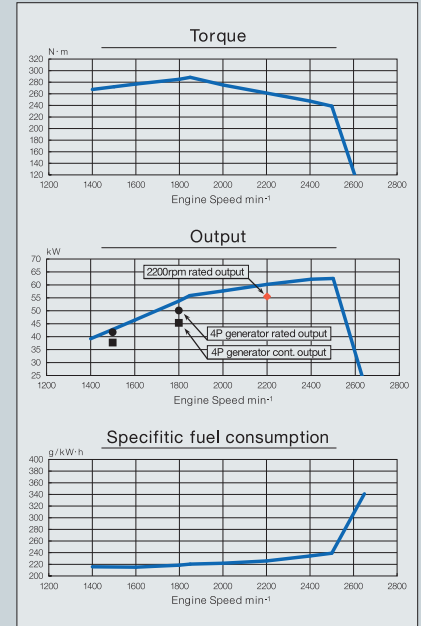 Torque
N·m
320
300
280
260
240
220
200
180
160
140
120
1200 1400 1600 1800 2000 2200 2400 2600 2800
Engine Speed min-1
Output
kW
70
65
60
55
50
45
40
35
30
25
2200rpm rated output
4P generator rated output
4P generator cont. output
1200 1400 1600 1800 2000 2200 2400 2600 2800
Engine Speed min-1
Specifitic fuel consumption
g/kW·h
400
380
360
340
320
300
280
260
240
220
200
1200 1400 1600 1800 2000 2200 2400 2600 2800
Engine Speed min-1